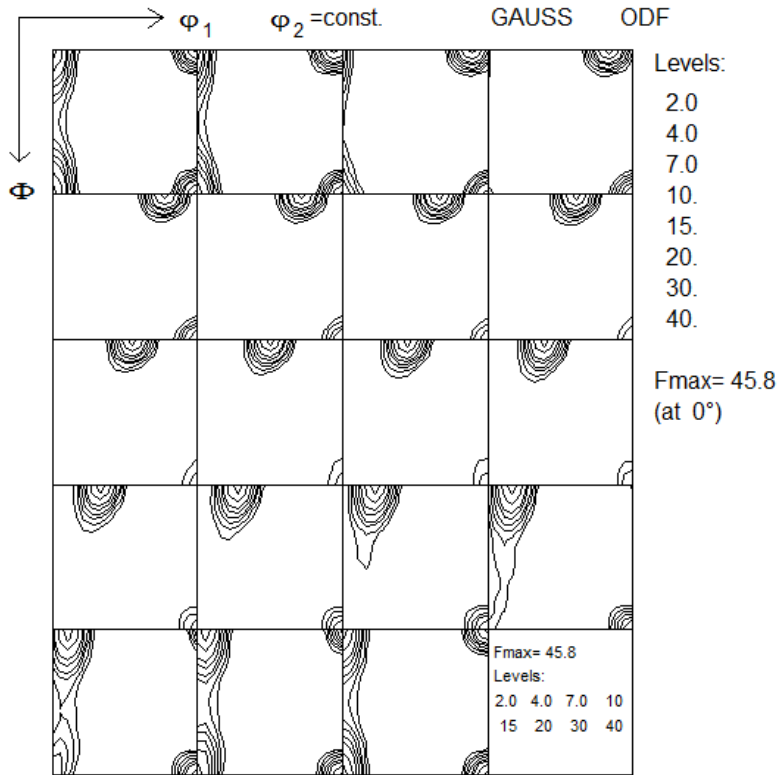 φ1 φ2 =const. GAUSS ODF
Φ
Levels:
2.0
4.0
7.0
10.
15.
20.
30.
40.
Fmax= 45.8
(at 0°)
Fmax= 45.8
Levels:
2.0 4.0 7.0 10
15 20 30 40